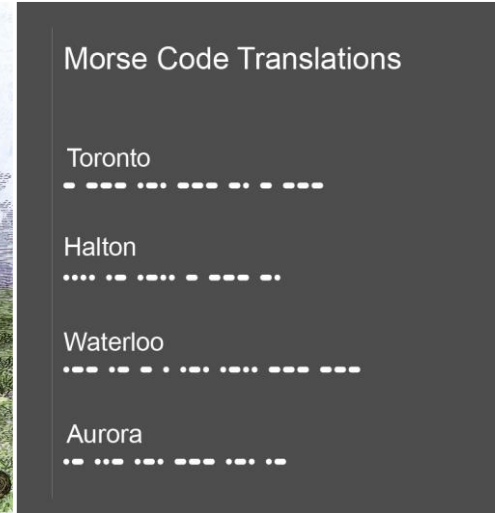 Morse Code Translations
Toronto
- --- .-. --- -. - ---
Halton
.... .- .-.. - --- -.
Waterloo
.-- .- - . .-. .-.. --- ---
Aurora
.- ..- .-. --- .-. .-